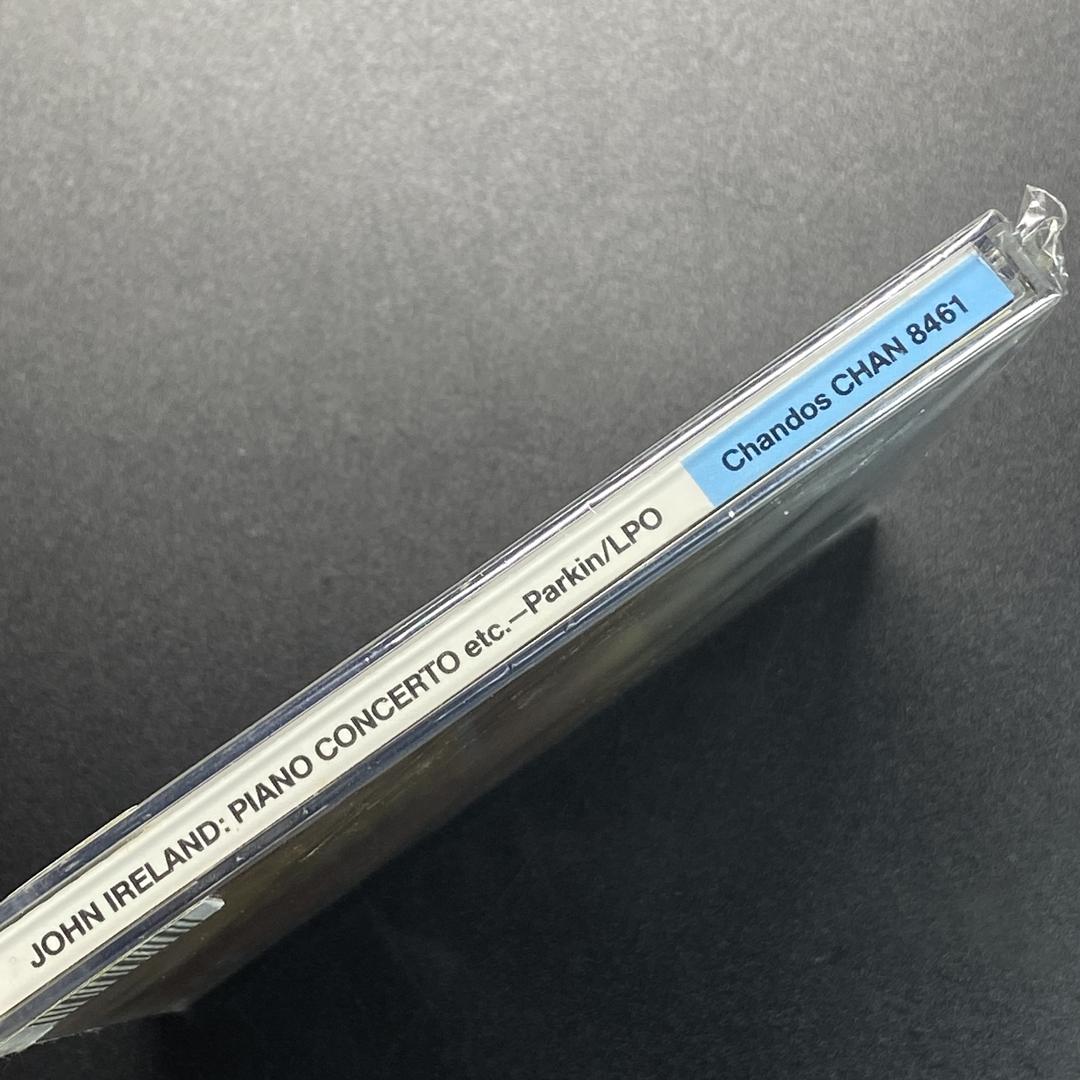 JOHN IRELAND: PIANO CONCERTO etc.—Parkin/LPO
Chandos CHAN 8461